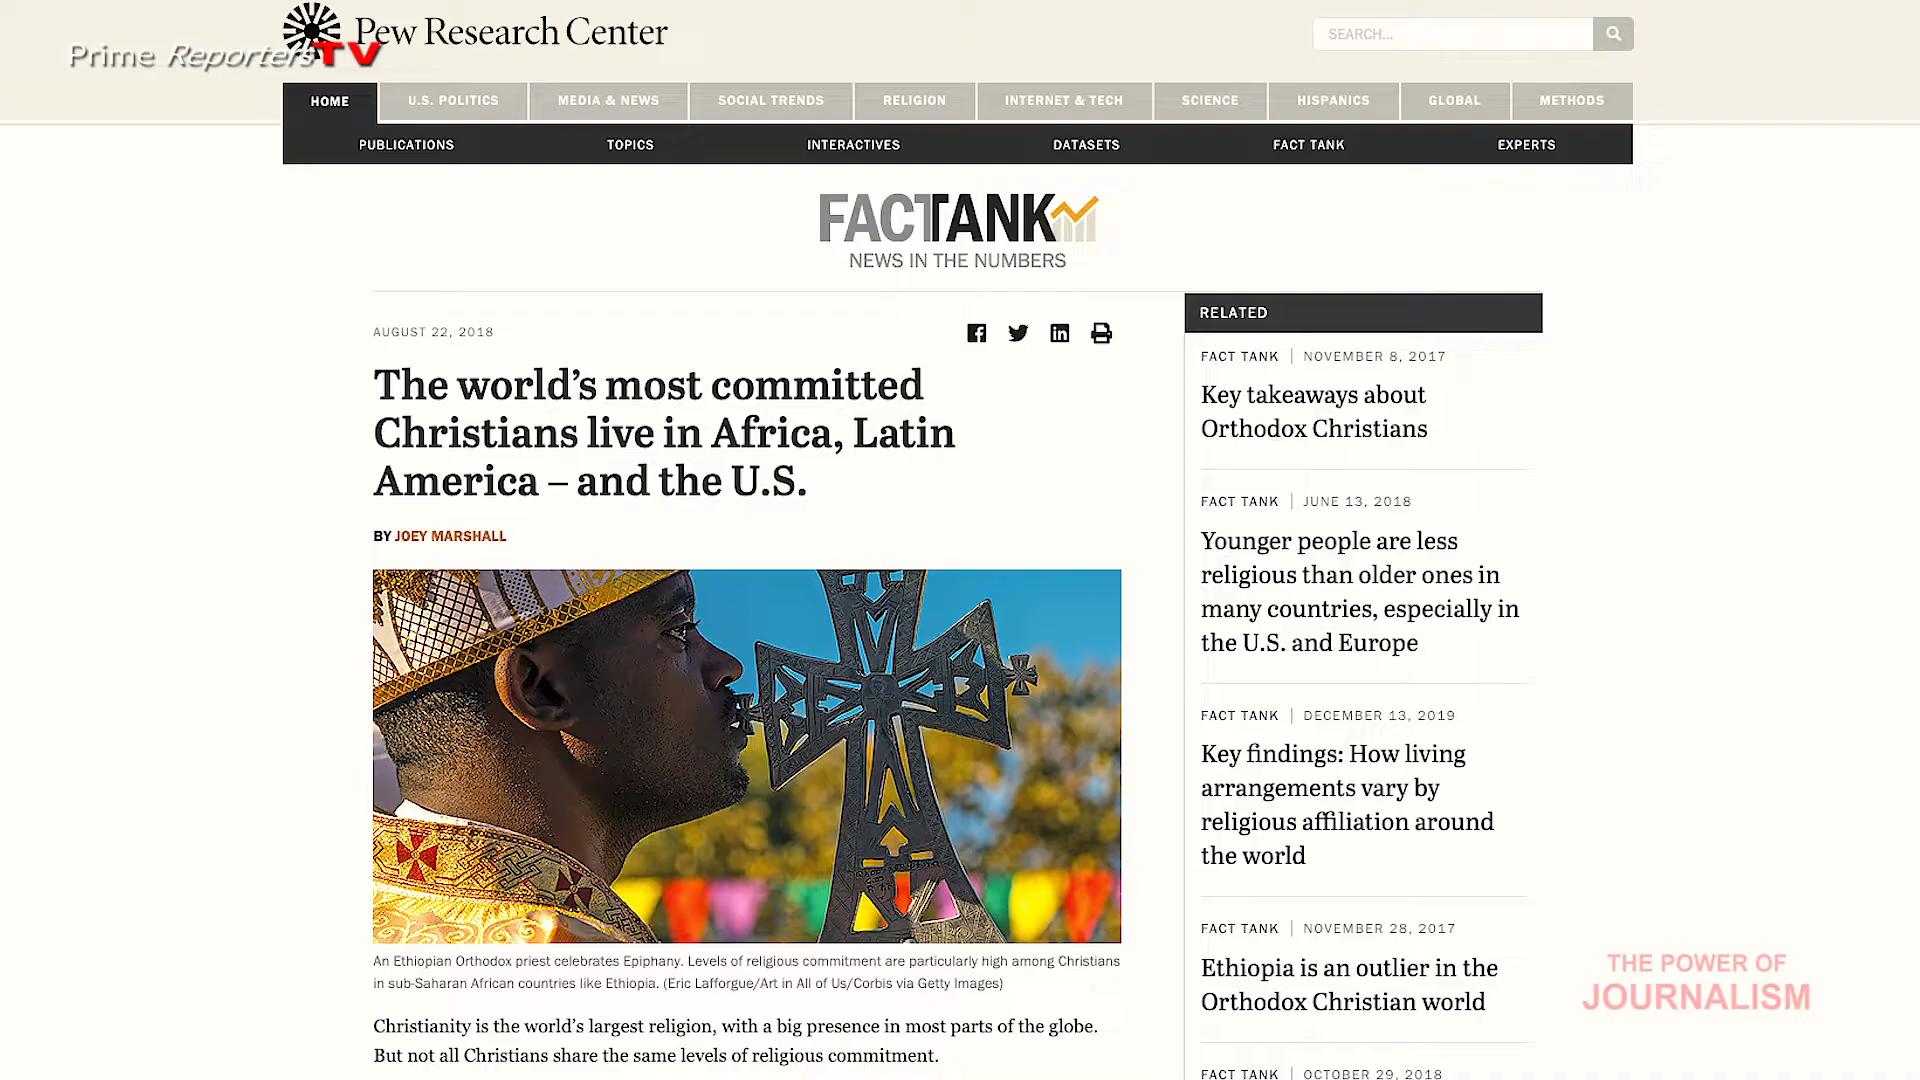 Pew Research Center
Prime Reporters TV
SEARCH...
HOME
U.S. POLITICS
MEDIA & NEWS
SOCIAL TRENDS
RELIGION
INTERNET & TECH
SCIENCE
HISPANICS
GLOBAL
METHODS
PUBLICATIONS
TOPICS
INTERACTIVES
DATASETS
FACT TANK
EXPERTS
FACTANK
NEWS IN THE NUMBERS
AUGUST 22, 2018
The world’s most committed
Christians live in Africa, Latin
America – and the U.S.
BY JOEY MARSHALL
An Ethiopian Orthodox priest celebrates Epiphany. Levels of religious commitment are particularly high among Christians
in sub-Saharan African countries like Ethiopia. (Eric Lafforgue/Art in All of Us/Corbis via Getty Images)
Christianity is the world’s largest religion, with a big presence in most parts of the globe.
But not all Christians share the same levels of religious commitment.
RELATED
FACT TANK | NOVEMBER 8, 2017
Key takeaways about
Orthodox Christians
FACT TANK | JUNE 13, 2018
Younger people are less
religious than older ones in
many countries, especially in
the U.S. and Europe
FACT TANK | DECEMBER 13, 2019
Key findings: How living
arrangements vary by
religious affiliation around
the world
FACT TANK | NOVEMBER 28, 2017
Ethiopia is an outlier in the
Orthodox Christian world
FACT TANK | OCTOBER 29, 2018
THE POWER OF
JOURNALISM